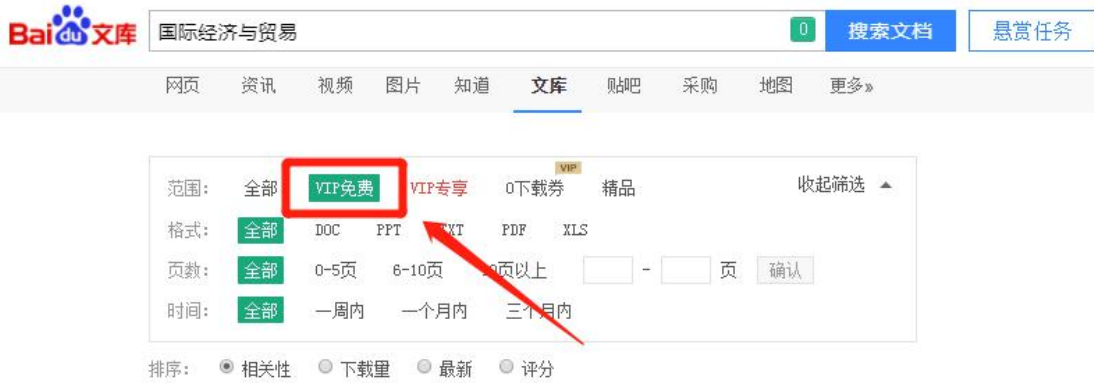 Bai du 文库 国际经济与贸易 0 搜索文档 悬赏任务
网页 资讯 视频 图片 知道 文库 贴吧 采购 地图 更多»
VIP
范围: 全部 VIP免费 VIP专享 0下载券 精品 收起筛选 ▲
格式: 全部 DOC PPT TXT PDF XLS
页数: 全部 0-5页 6-10页 页以上 - 页 确认
时间: 全部 一周内 一个月内 三个月内
排序: 相关性 下载量 最新 评分